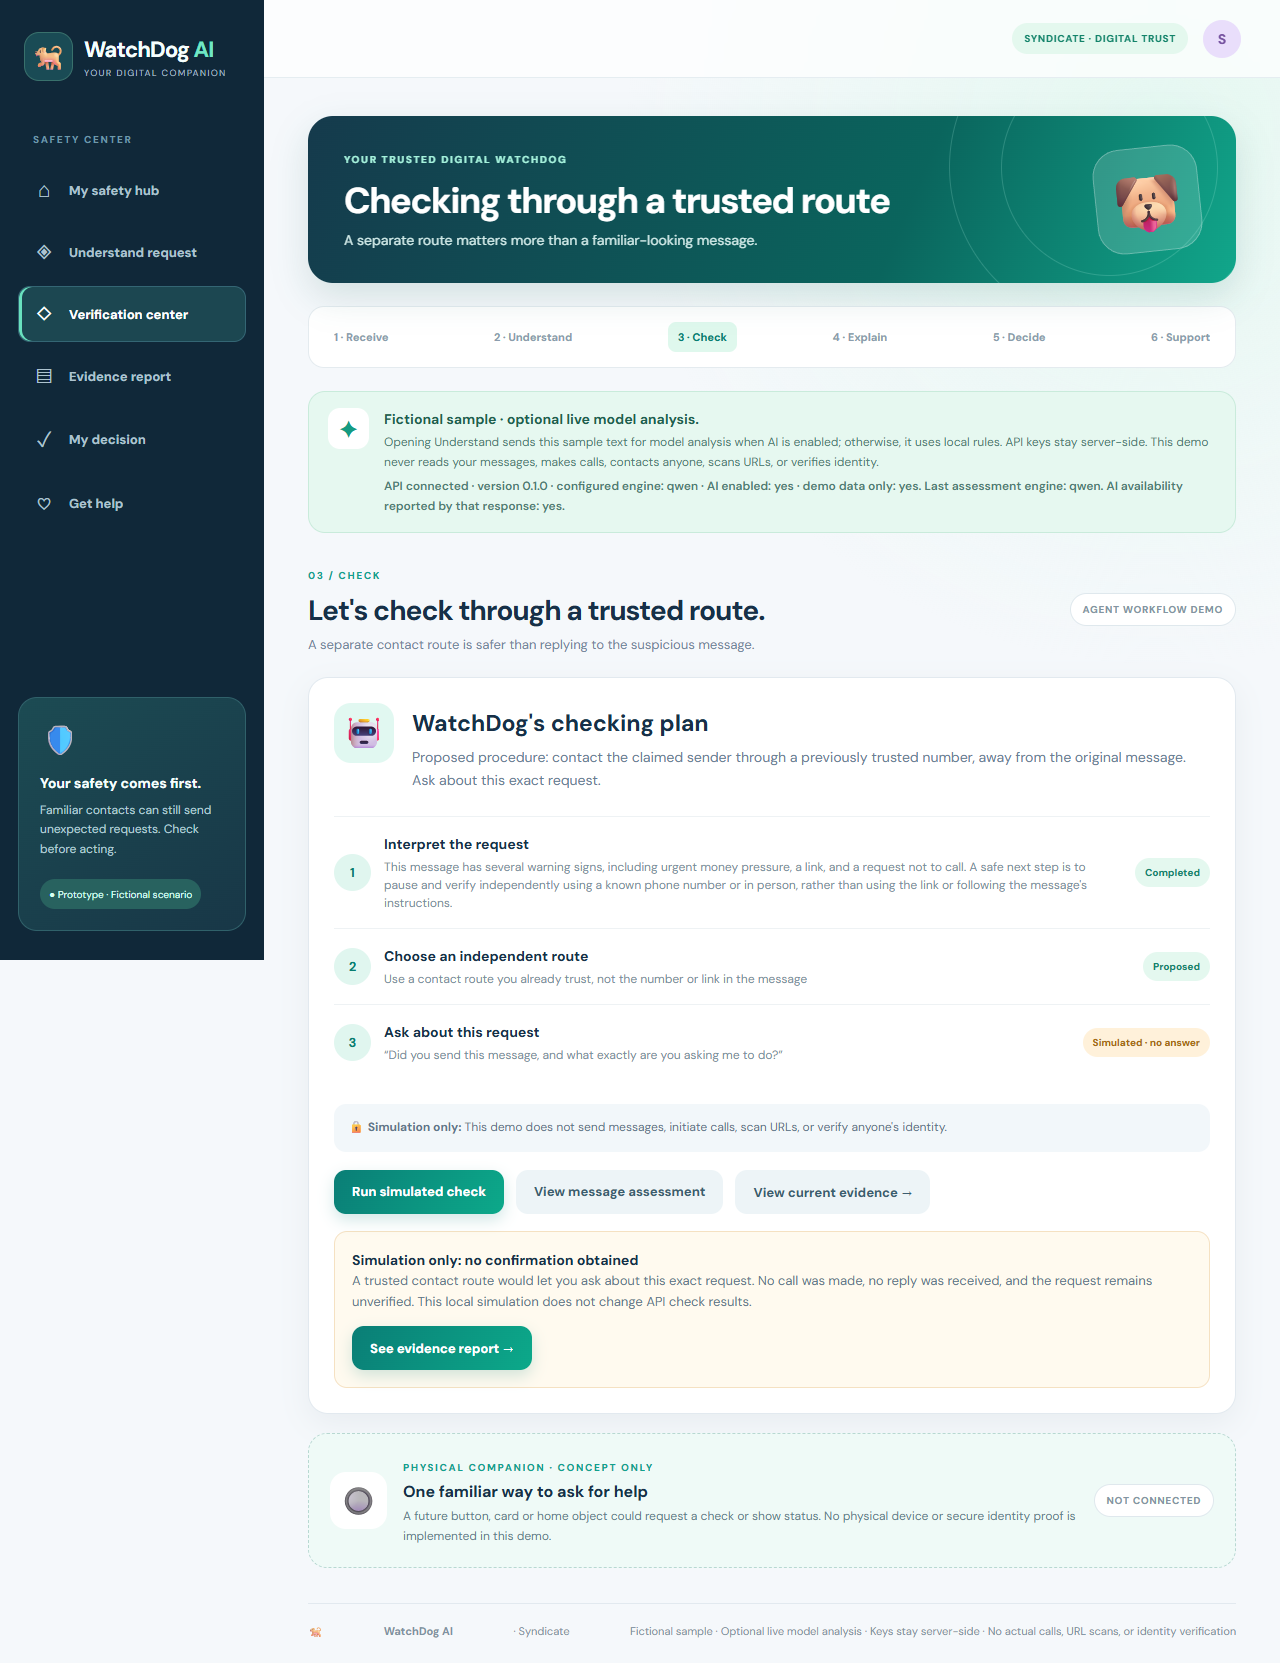 WatchDog AI
YOUR DIGITAL COMPANION
SAFETY CENTER
My safety hub
Understand request
Verification center
Evidence report
My decision
Get help
Your safety comes first.
Familiar contacts can still send
unexpected requests. Check
before acting.
● Prototype · Fictional scenario
SYNDICATE · DIGITAL TRUST
S
YOUR TRUSTED DIGITAL WATCHDOG
Checking through a trusted route
A separate route matters more than a familiar-looking message.
1 · Receive
2 · Understand
3 · Check
4 · Explain
5 · Decide
6 · Support
Fictional sample · optional live model analysis.
Opening Understand sends this sample text for model analysis when AI is enabled; otherwise, it uses local rules. API keys stay server-side. This demo
never reads your messages, makes calls, contacts anyone, scans URLs, or verifies identity.
API connected · version 0.1.0 · configured engine: qwen · AI enabled: yes · demo data only: yes. Last assessment engine: qwen. AI availability
reported by that response: yes.
03 / CHECK
Let's check through a trusted route.
A separate contact route is safer than replying to the suspicious message.
AGENT WORKFLOW DEMO
WatchDog's checking plan
Proposed procedure: contact the claimed sender through a previously trusted number, away from the original message.
Ask about this exact request.
1
Interpret the request
This message has several warning signs, including urgent money pressure, a link, and a request not to call. A safe next step is to
pause and verify independently using a known phone number or in person, rather than using the link or following the message's
instructions.
Completed
2
Choose an independent route
Use a contact route you already trust, not the number or link in the message
Proposed
3
Ask about this request
“Did you send this message, and what exactly are you asking me to do?”
Simulated · no answer
Simulation only: This demo does not send messages, initiate calls, scan URLs, or verify anyone's identity.
Run simulated check
View message assessment
View current evidence →
Simulation only: no confirmation obtained
A trusted contact route would let you ask about this exact request. No call was made, no reply was received, and the request remains
unverified. This local simulation does not change API check results.
See evidence report →
PHYSICAL COMPANION · CONCEPT ONLY
One familiar way to ask for help
A future button, card or home object could request a check or show status. No physical device or secure identity proof is
implemented in this demo.
NOT CONNECTED
WatchDog AI · Syndicate
Fictional sample · Optional live model analysis · Keys stay server-side · No actual calls, URL scans, or identity verification